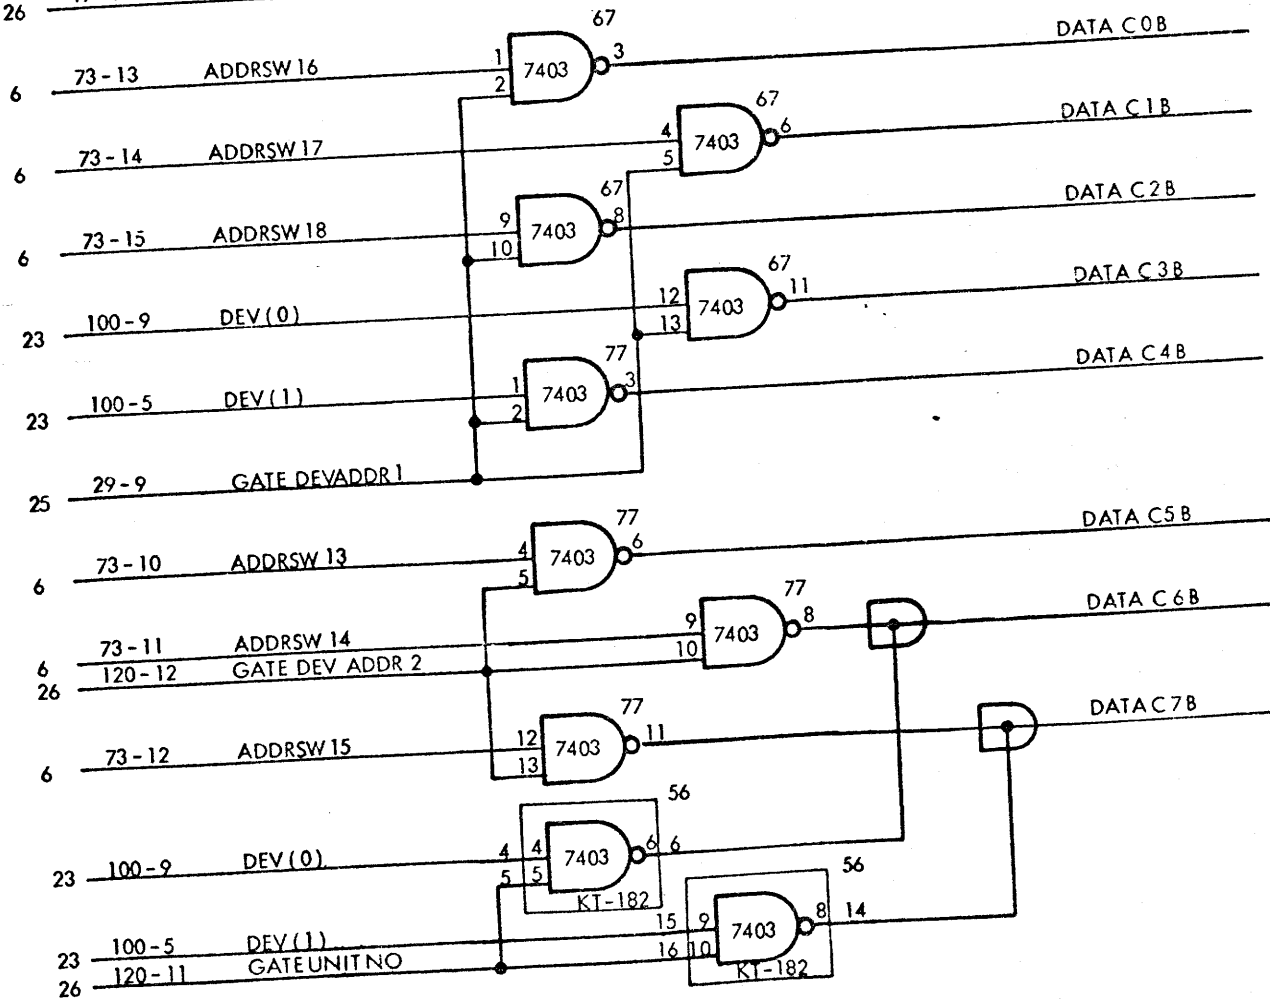 26
67
6 73-13 ADDRSW 16 1 2 7403 3 DATA C0B
67
6 73-14 ADDRSW 17 4 5 7403 6 DATA C1B
67
6 73-15 ADDRSW 18 9 10 7403 8 DATA C2B
67
23 100-9 DEV(0) 12 13 7403 11 DATA C3B
77
23 100-5 DEV(1) 1 2 7403 3 DATA C4B
25 29-9 GATE DEVADDR 1
77
6 73-10 ADDRSW 13 4 5 7403 6 DATA C5B
77
6 73-11 ADDRSW 14 9 10 7403 8 DATA C6B
26 120-12 GATE DEV ADDR 2
77
6 73-12 ADDRSW 15 12 13 7403 11 DATA C7B
56
23 100-9 DEV(0) 4 4 5 5 7403 6 6
KT-182
56
23 100-5 DEV(1) 15 9 7403 8 14
26 120-11 GATE UNIT NO 16 10
KT-182